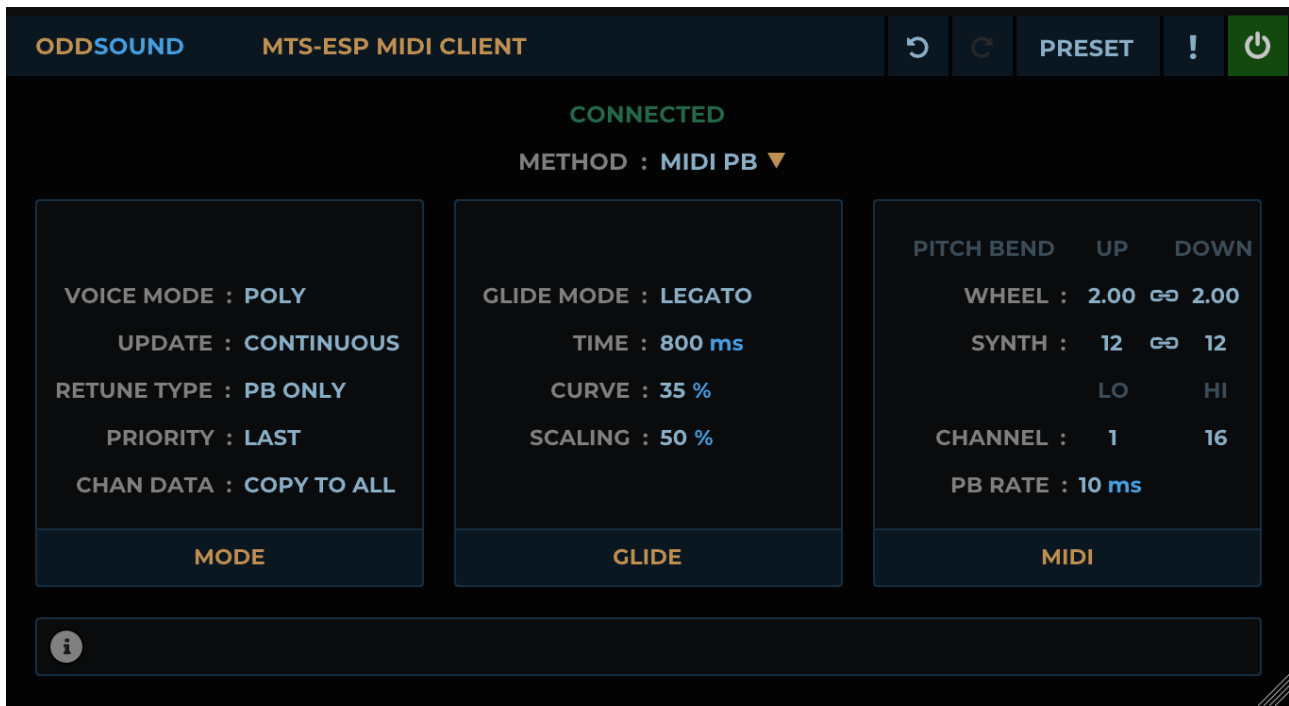 ODDSOUND MTS-ESP MIDI CLIENT PRESET !
CONNECTED
METHOD : MIDI PB
VOICE MODE : POLY
UPDATE : CONTINUOUS
RETUNE TYPE : PB ONLY
PRIORITY : LAST
CHAN DATA : COPY TO ALL
MODE
GLIDE MODE : LEGATO
TIME : 800 ms
CURVE : 35 %
SCALING : 50 %
GLIDE
PITCH BEND UP DOWN
WHEEL : 2.00 2.00
SYNTH : 12 12
LO HI
CHANNEL : 1 16
PB RATE : 10 ms
MIDI
i